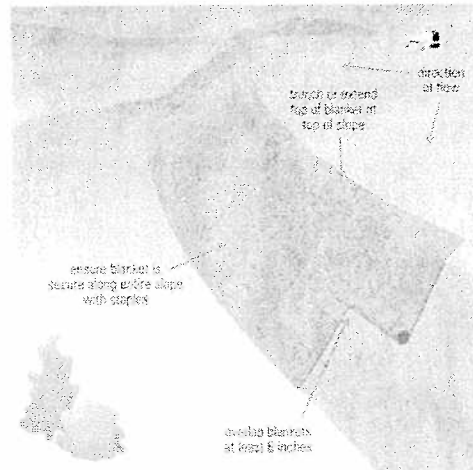 direction
of flow
trench or extend
top of blanket at
top of slope
ensure blanket is
secure along entire slope
with staples
overlap blankets
at least 6 inches